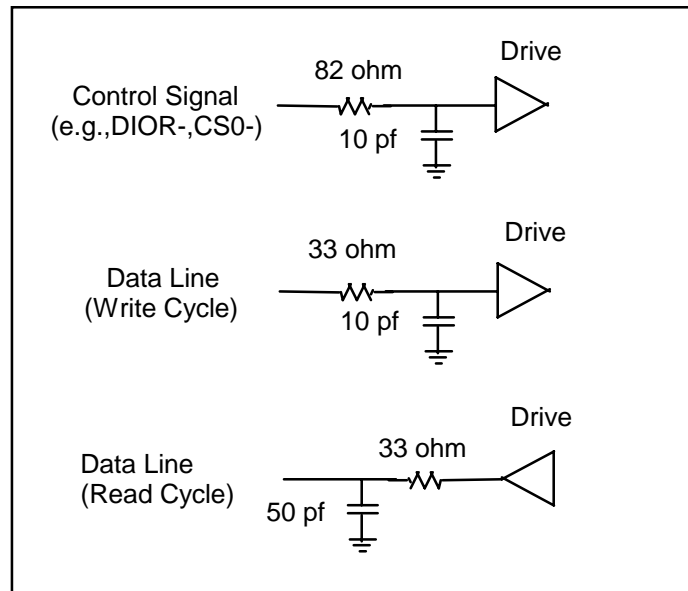 Drive
82 ohm
Control Signal
(e.g.,DIOR-,CS0-)
10 pf
Drive
33 ohm
Data Line
(Write Cycle)
10 pf
Drive
33 ohm
Data Line
(Read Cycle)
50 pf